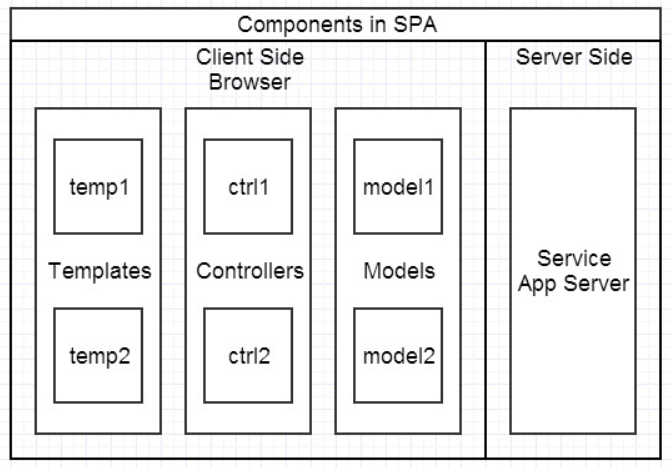 Components in SPA
Client Side
Browser
Server Side
temp1
Templates
temp2
ctrl1
Controllers
ctrl2
model1
Models
model2
Service
App Server